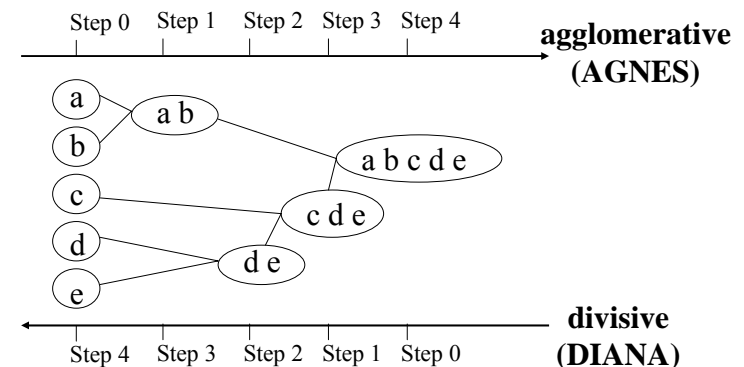 Step 0 Step 1 Step 2 Step 3 Step 4
agglomerative
(AGNES)
a
a b
b
a b c d e
c
c d e
d
d e
e
divisive
(DIANA)
Step 4 Step 3 Step 2 Step 1 Step 0